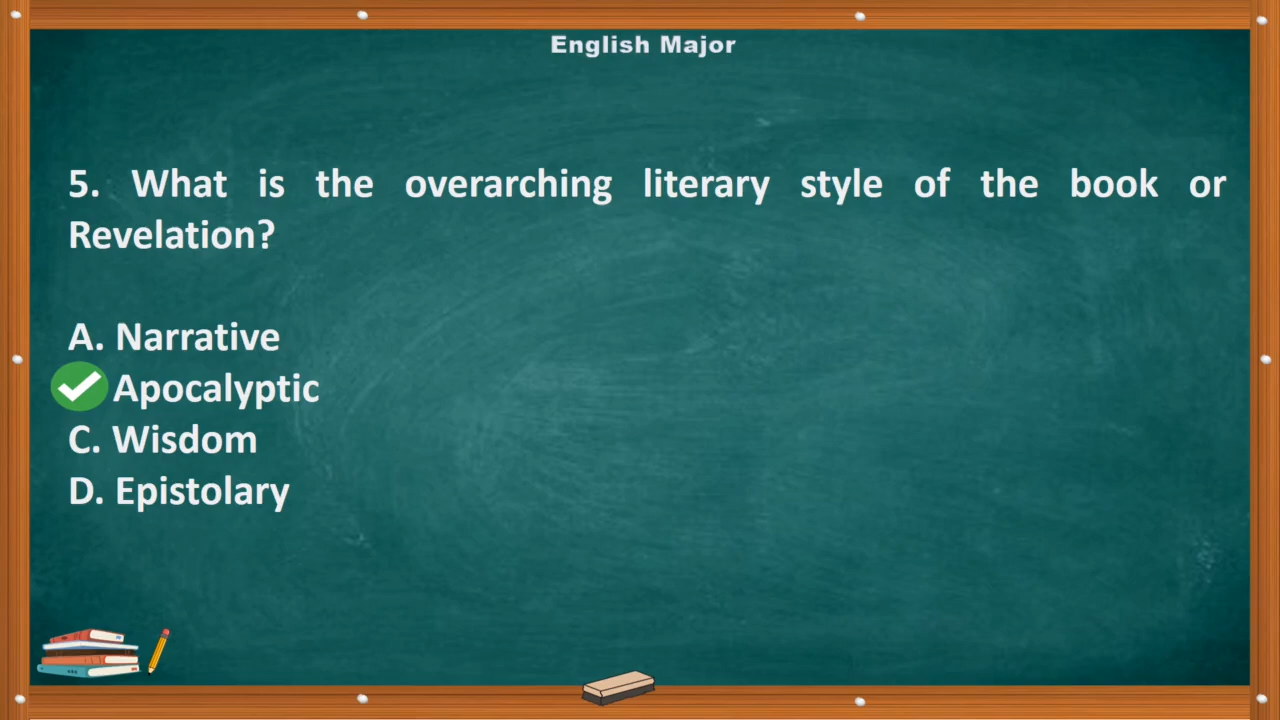 English Major
5. What is the overarching literary style of the book or
Revelation?
A. Narrative
Apocalyptic
C. Wisdom
D. Epistolary